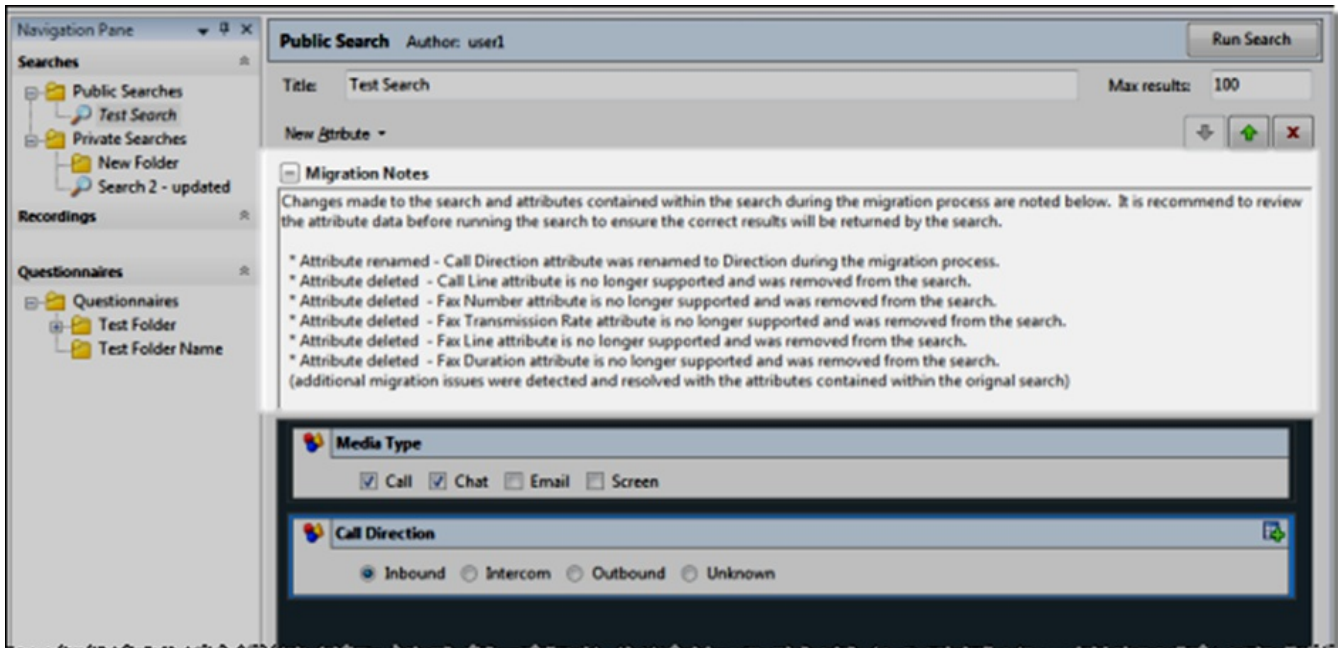 Navigation Pane
Searches
Public Searches
Test Search
Private Searches
New Folder
Search 2 - updated
Recordings
Questionnaires
Questionnaires
Test Folder
Test Folder Name
Public Search Author: user1 Run Search
Title: Test Search Max results: 100
New Attribute
Migration Notes
Changes made to the search and attributes contained within the search during the migration process are noted below. It is recommend to review
the attribute data before running the search to ensure the correct results will be returned by the search.
* Attribute renamed - Call Direction attribute was renamed to Direction during the migration process.
* Attribute deleted - Call Line attribute is no longer supported and was removed from the search.
* Attribute deleted - Fax Number attribute is no longer supported and was removed from the search.
* Attribute deleted - Fax Transmission Rate attribute is no longer supported and was removed from the search.
* Attribute deleted - Fax Line attribute is no longer supported and was removed from the search.
* Attribute deleted - Fax Duration attribute is no longer supported and was removed from the search.
(additional migration issues were detected and resolved with the attributes contained within the orignal search)
Media Type
Call Chat Email Screen
Call Direction
Inbound Intercom Outbound Unknown